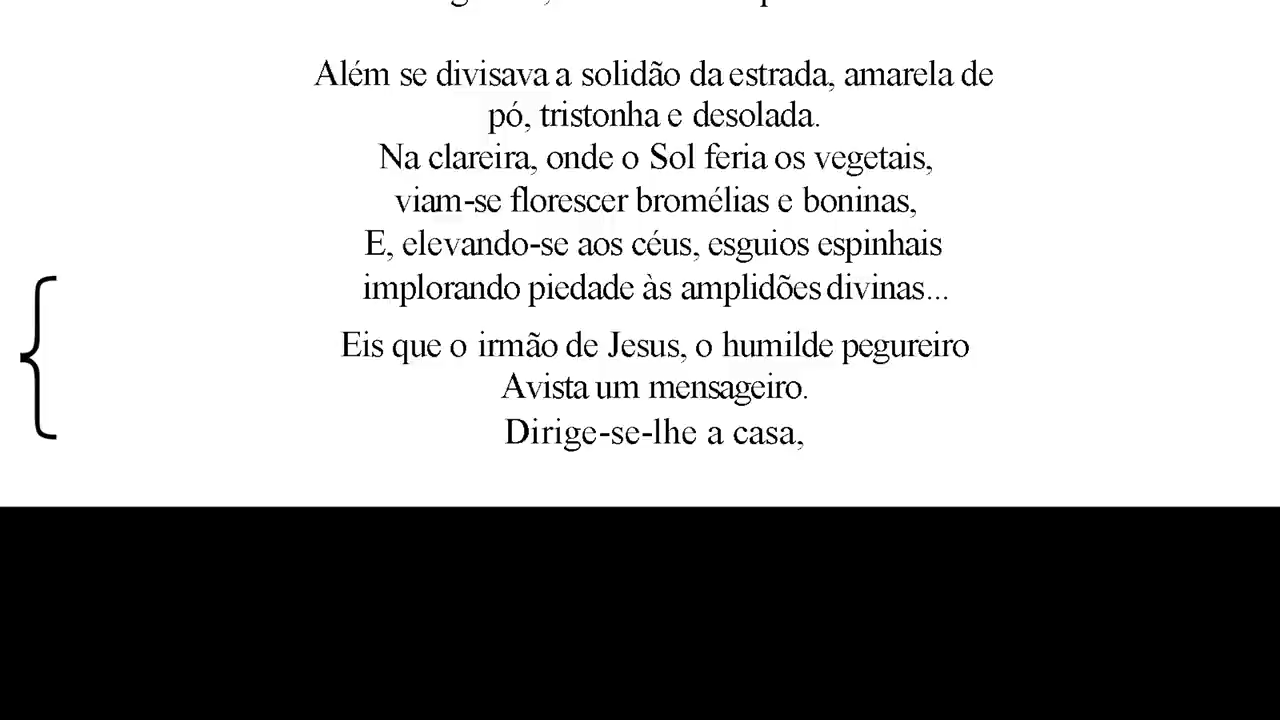 Além se divisava a solidão da estrada, amarela de
pó, tristonha e desolada.
Na clareira, onde o Sol feria os vegetais,
viam-se florescer bromélias e boninas,
E, elevando-se aos céus, esguios espinhais
implorando piedade às amplidões divinas...
Eis que o irmão de Jesus, o humilde pegureiro
Avista um mensageiro.
Dirige-se-lhe a casa,